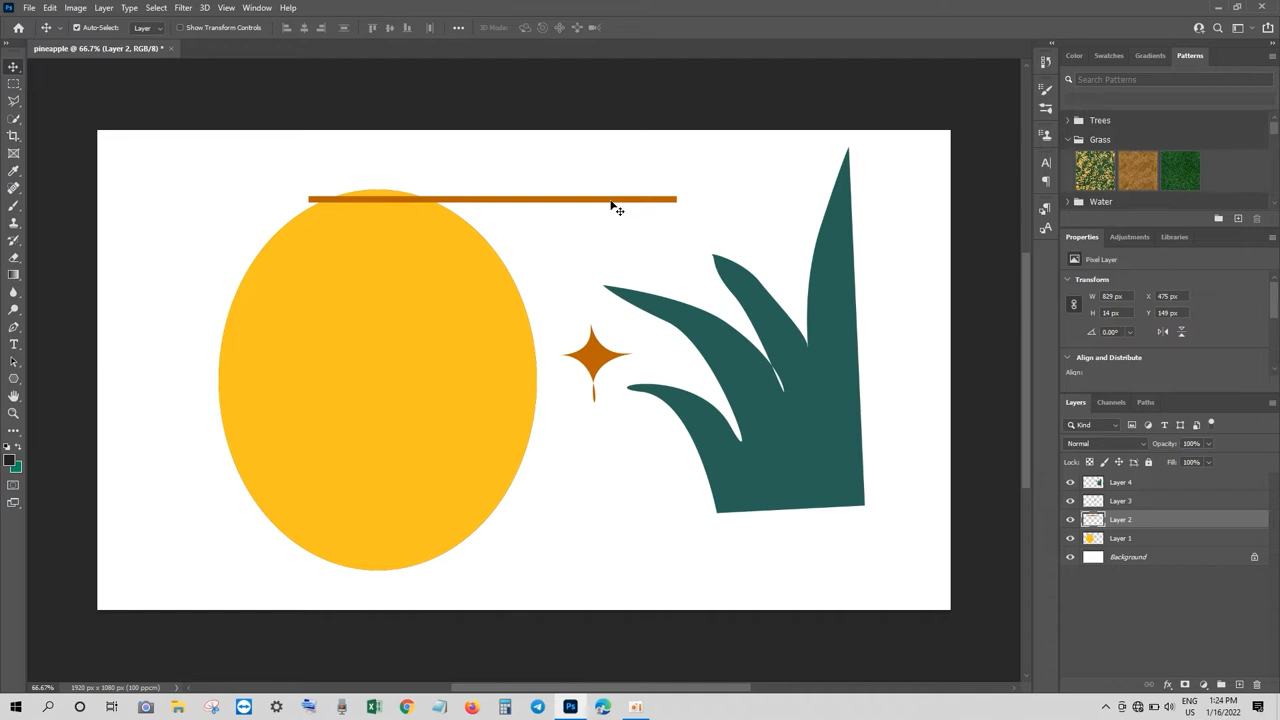 File Edit Image Layer Type Select Filter 3D View Window Help
Auto-Select: Layer Show Transform Controls 3D Mode:
pineapple @ 66.7% (Layer 2, RGB/8) *
Color Swatches Gradients Patterns
Search Patterns
Trees
Grass
Water
Properties Adjustments Libraries
Pixel Layer
Transform
W 829 px X 475 px
H 14 px Y 149 px
0.00°
Align and Distribute
Align:
Layers Channels Paths
Kind
Normal Opacity: 100%
Lock: Fill: 100%
Layer 4
Layer 3
Layer 2
Layer 1
Background
66.67% 1920 px x 1080 px (100 ppcm)
ENG 1:24 PM
1/16/2022